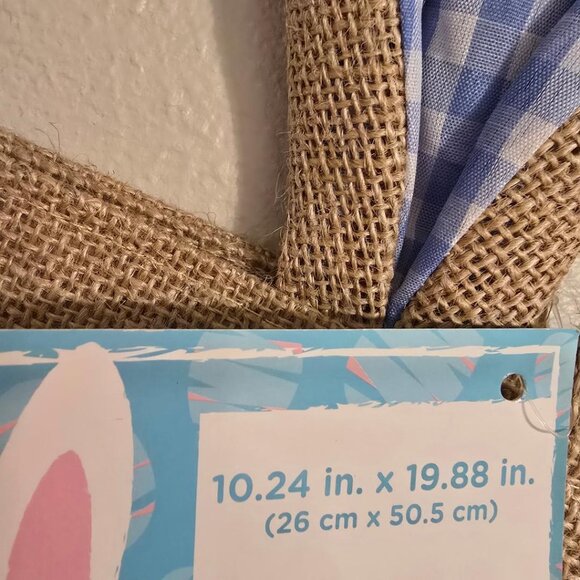 10.24 in. x 19.88 in.
(26 cm x 50.5 cm)